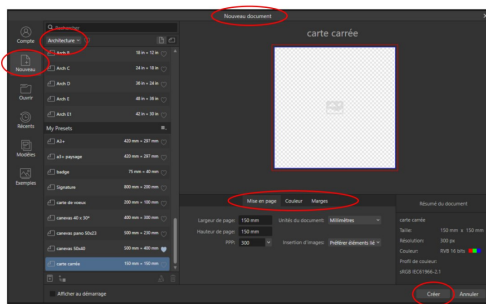 Nouveau document
Compte
Nouveau
Ouvrir
Récents
Modèles
Exemples
Rechercher
Architecture
Arch B 18 in × 12 in
Arch C 24 in × 18 in
Arch D 36 in × 24 in
Arch E 48 in × 36 in
Arch E1 42 in × 30 in
My Presets
A3+ 420 mm × 297 mm
a3+ paysage 420 mm × 297 mm
badge 75 mm × 40 mm
Signature 800 mm × 200 mm
carte de voeux 200 mm × 100 mm
canevas 40 x 30" 400 mm × 300 mm
canevas pano 50x23 500 mm × 230 mm
canevas 50x40 500 mm × 400 mm
carte carrée 150 mm × 150 mm
Afficher au démarrage
carte carrée
Mise en page Couleur Marges
Largeur de page: 150 mm Unités du document: Millimètres
Hauteur de page: 150 mm
PPP: 300 Insertion d'images: Préférer éléments lié
Résumé du document
carte carrée
Taille: 150 mm x 150 mm
Résolution: 300 px
Couleur: RVB 16 bits
Profil de couleur:
sRGB IEC61966-2.1
Créer Annuler